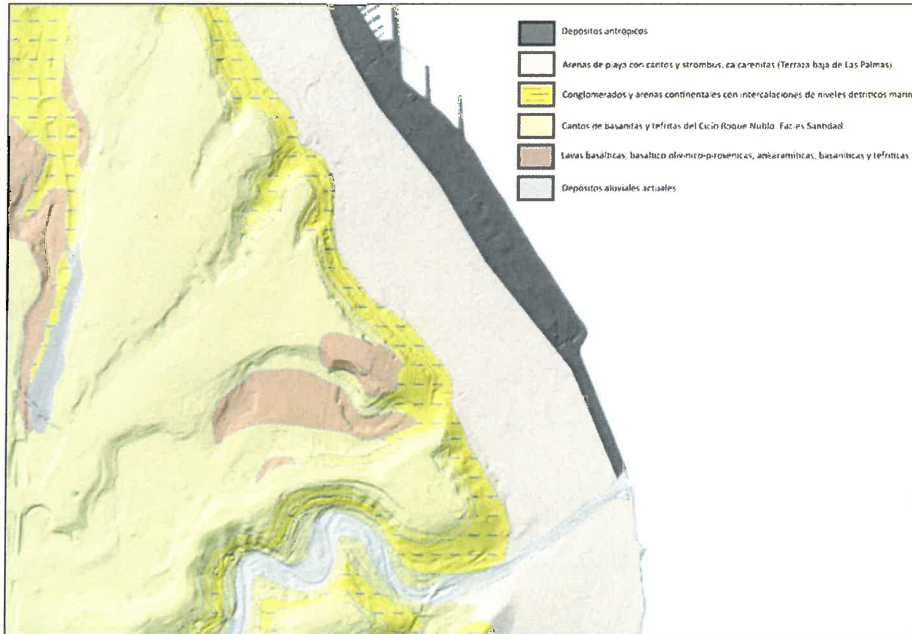 Depósitos antrópicos
Arenas de playa con cantos y strombus, calcarenitas (Terraza baja de Las Palmas)
Conglomerados y arenas continentales con intercalaciones de niveles detríticos marin
Cantos de basanitas y tefritas del Ciclo Roque Nublo. Facies Santidad
Lavas basálticas, basáltico olivínico-piroxénicas, ankaramíticas, basaníticas y tefríticas
Depósitos aluviales actuales